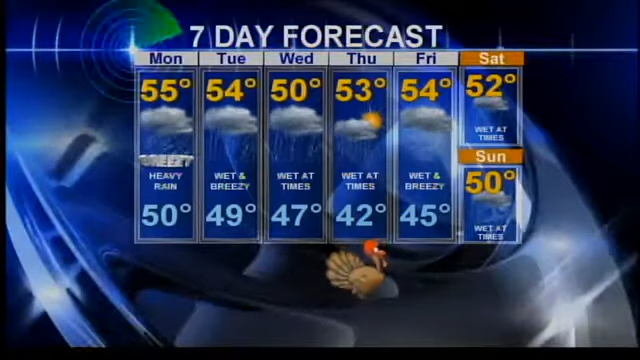 7 DAY FORECAST
Mon Tue Wed Thu Fri Sat
55° 54° 50° 53° 54° 52°
BREEZY
HEAVY RAIN
WET & BREEZY
WET AT TIMES
WET AT TIMES
WET & BREEZY
WET AT TIMES
50° 49° 47° 42° 45°
Sun
50°
WET AT TIMES